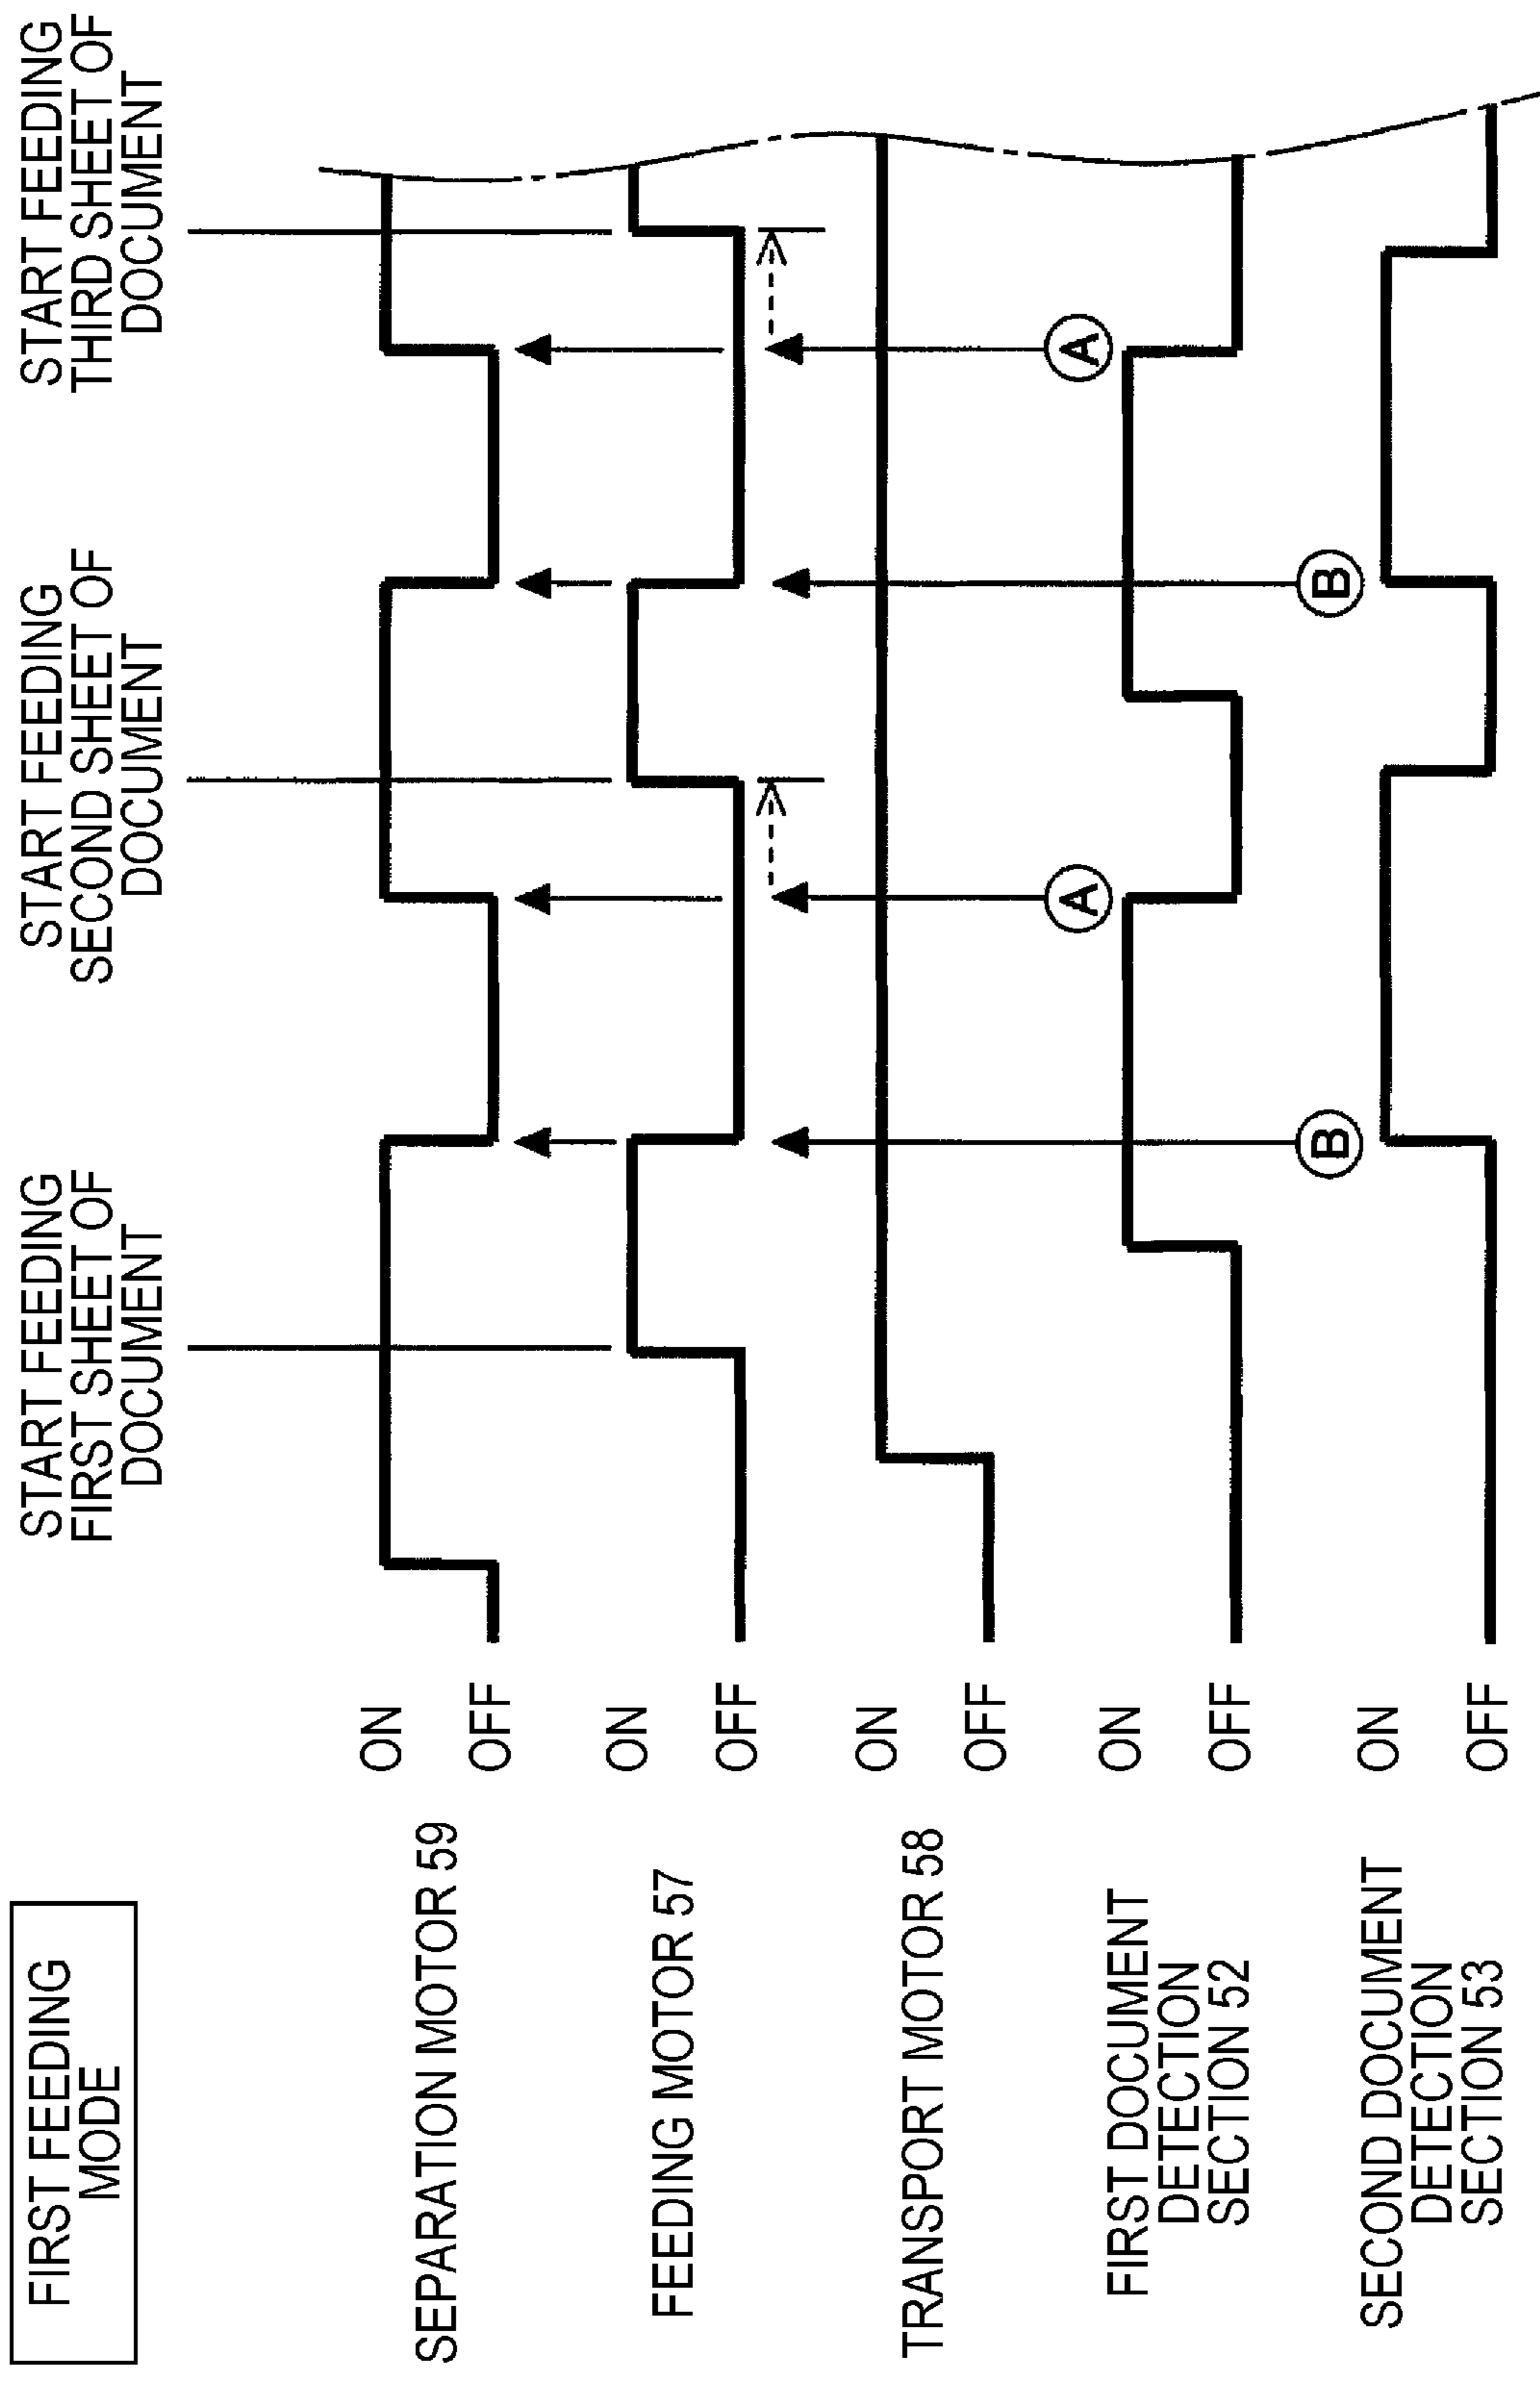 FIRST FEEDING
MODE
START FEEDING
FIRST SHEET OF
DOCUMENT
START FEEDING
SECOND SHEET OF
DOCUMENT
START FEEDING
THIRD SHEET OF
DOCUMENT
SEPARATION MOTOR 59
ON
OFF
FEEDING MOTOR 57
ON
OFF
TRANSPORT MOTOR 58
ON
OFF
FIRST DOCUMENT
DETECTION
SECTION 52
ON
OFF
A
A
SECOND DOCUMENT
DETECTION
SECTION 53
ON
OFF
B
B